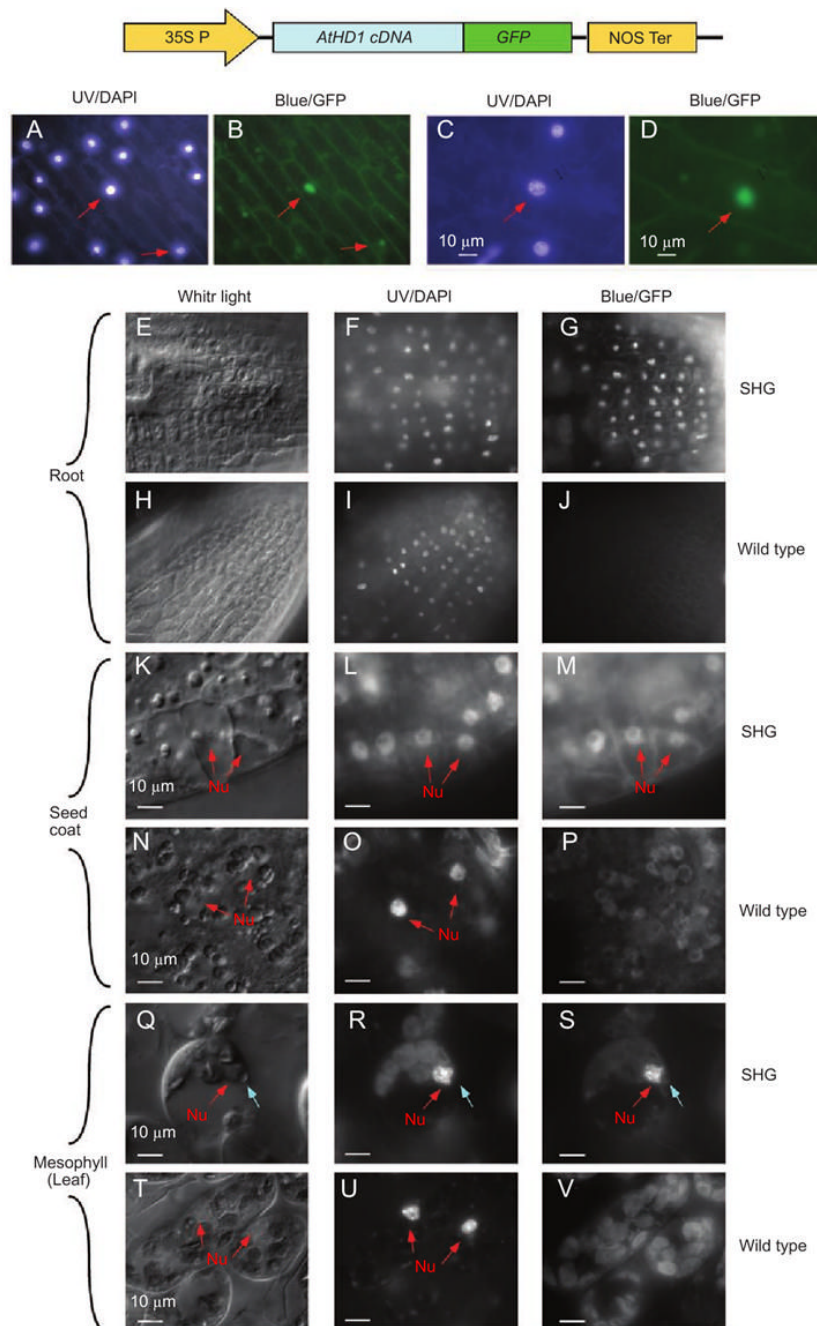 35S P AtHD1 cDNA GFP NOS Ter
UV/DAPI Blue/GFP UV/DAPI Blue/GFP
A B C D
10 μm 10 μm
Whitr light UV/DAPI Blue/GFP
E F G
SHG
Root
H I J
Wild type
K L M
SHG
Nu Nu Nu
10 μm
Seed
coat
N O P
Wild type
Nu Nu
10 μm
Q R S
SHG
Nu Nu Nu
10 μm
Mesophyll
(Leaf)
T U V
Wild type
Nu Nu
10 μm